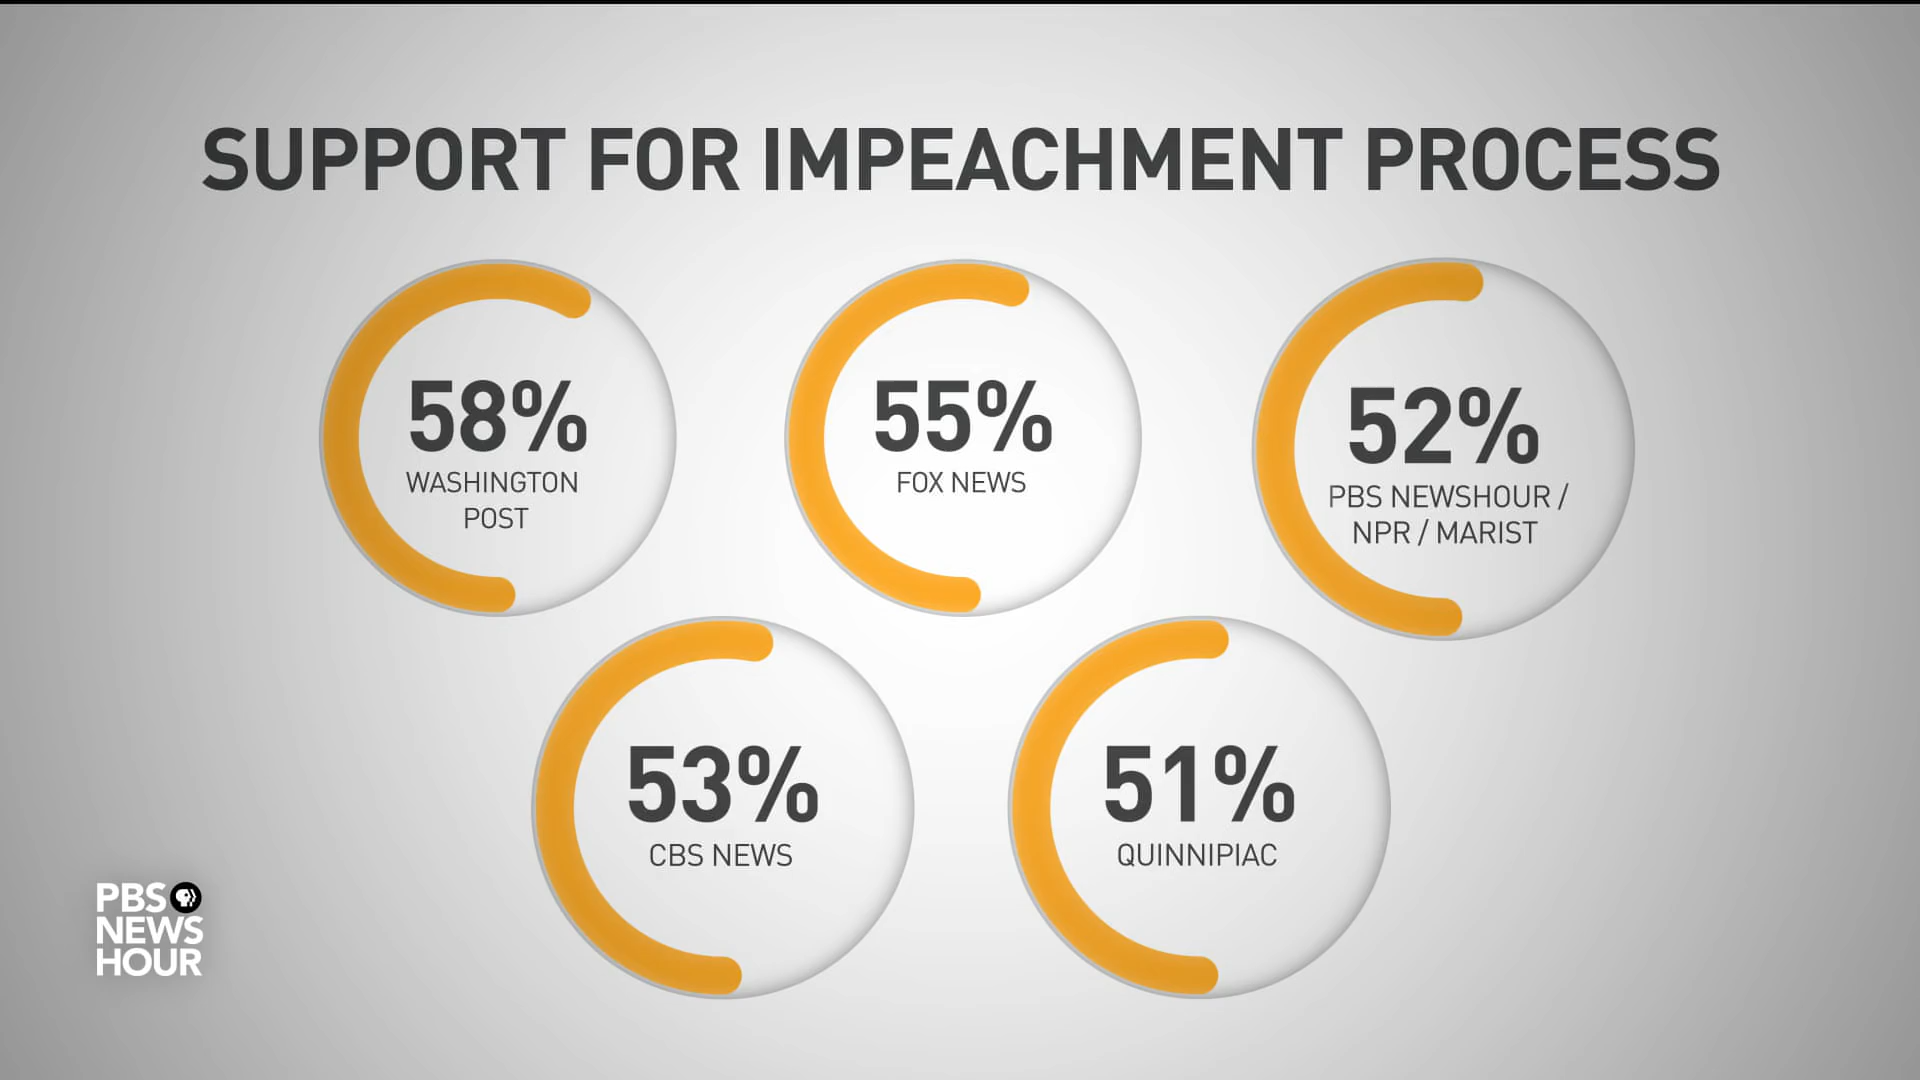 SUPPORT FOR IMPEACHMENT PROCESS
58%
WASHINGTON
POST
55%
FOX NEWS
52%
PBS NEWSHOUR /
NPR / MARIST
53%
CBS NEWS
51%
QUINNIPIAC
PBS
NEWS
HOUR